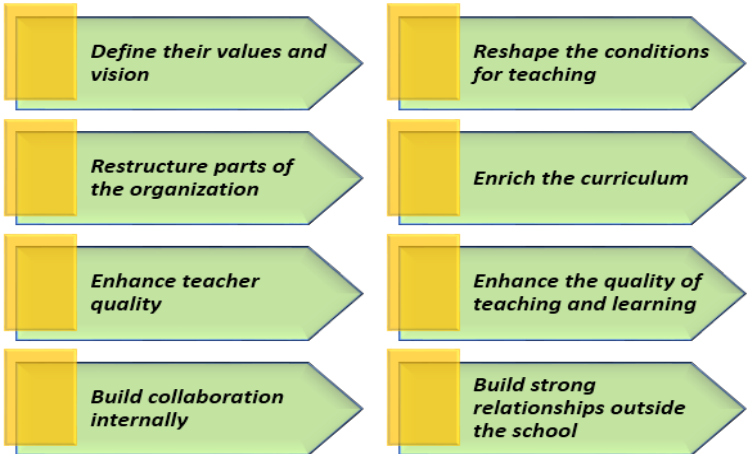 Define their values and
vision
Reshape the conditions
for teaching
Restructure parts of
the organization
Enrich the curriculum
Enhance teacher
quality
Enhance the quality of
teaching and learning
Build collaboration
internally
Build strong
relationships outside
the school